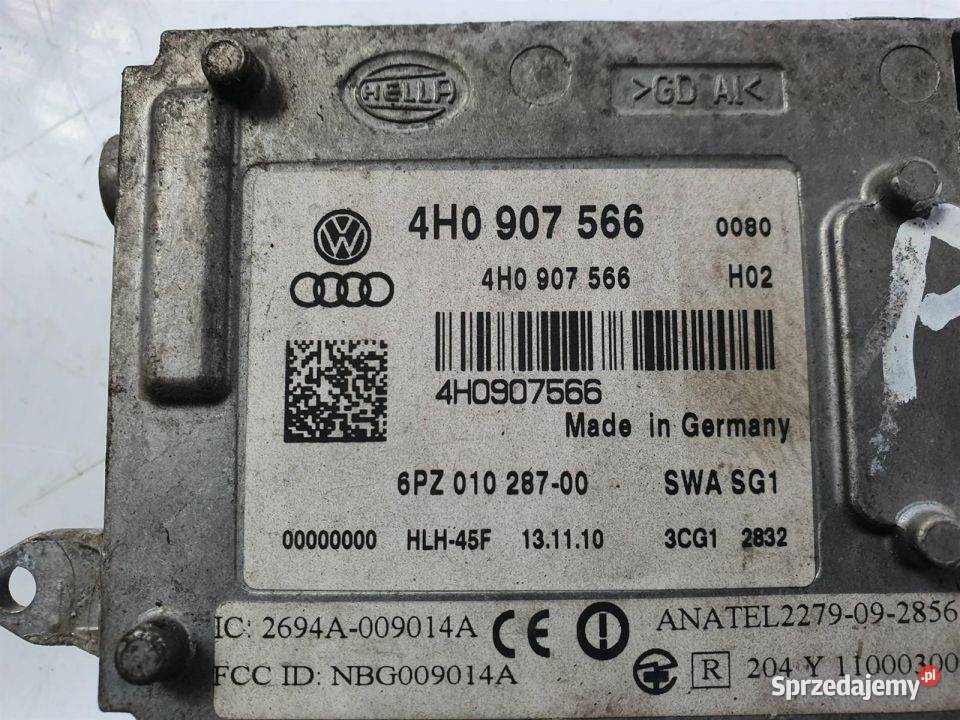 HELLA
>GD Al<
4H0 907 566 0080
4H0 907 566 H02
4H0907566
Made in Germany
6PZ 010 287-00 SWA SG1
00000000 HLH-45F 13.11.10 3CG1 2832
IC: 2694A-009014A CE ANATEL2279-09-2856
FCC ID: NBG009014A R 204 Y 11000300
Sprzedajemy.pl